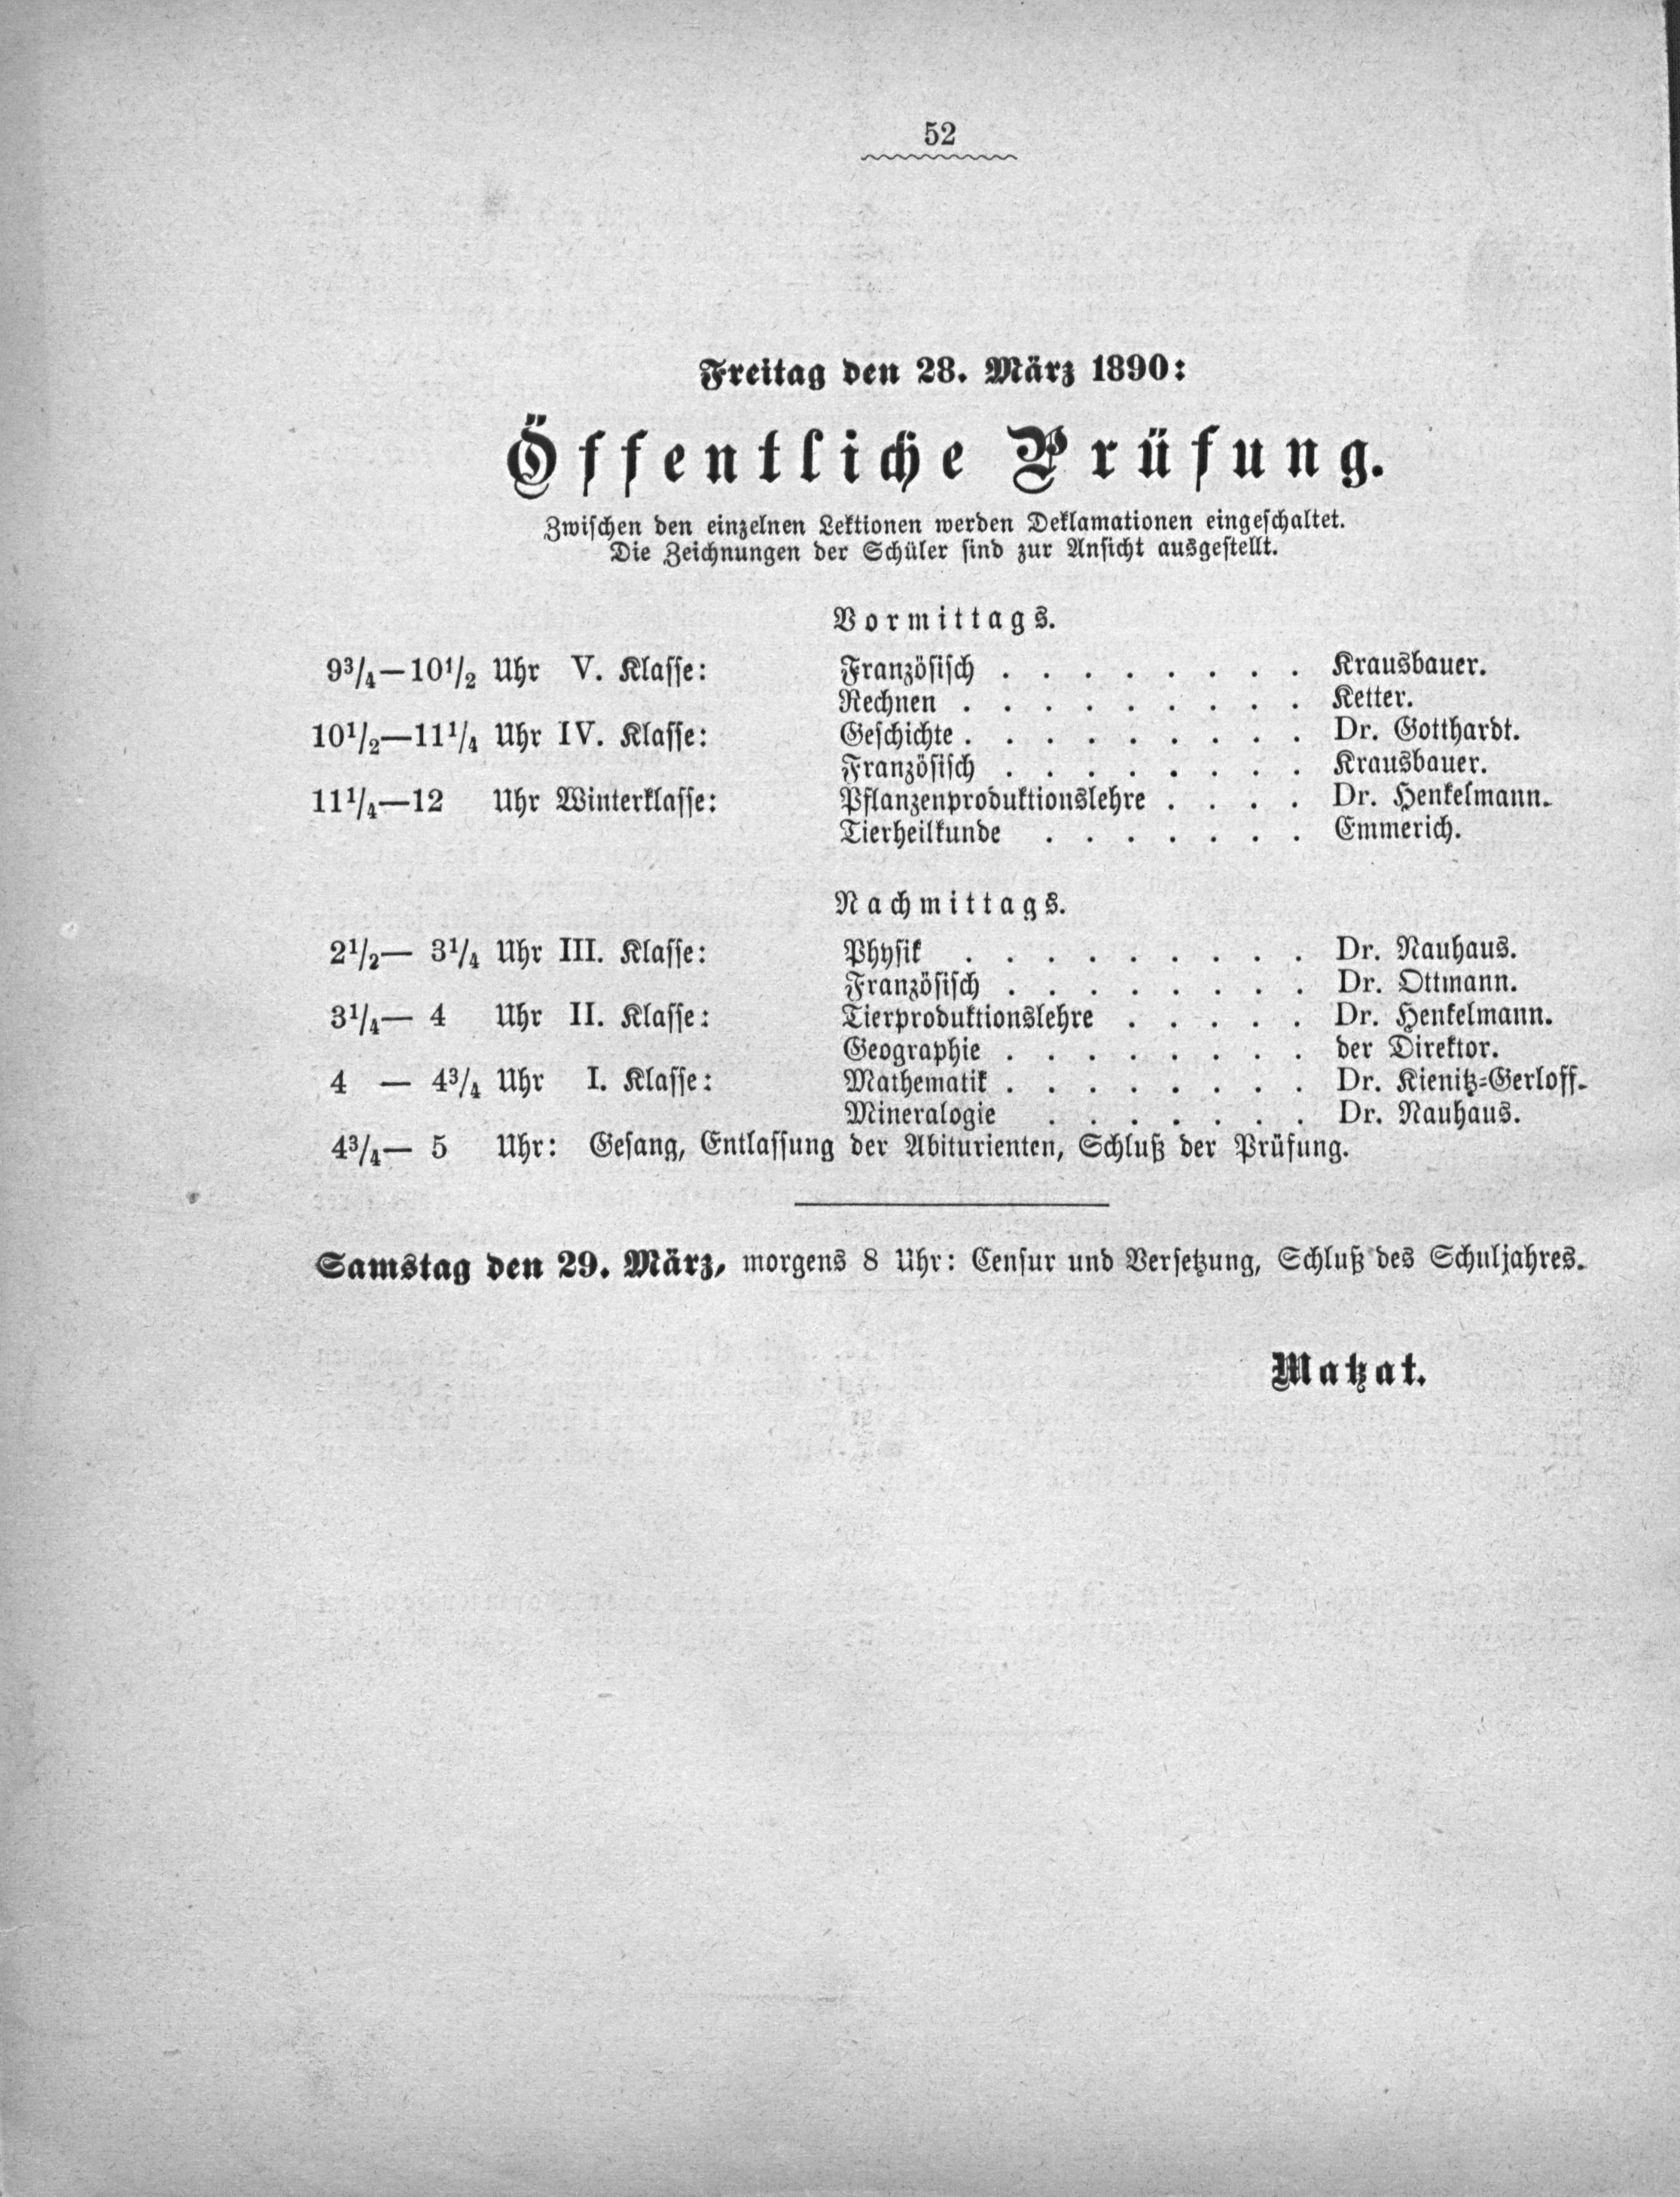 52
Freitag den 28. März 1890:
Öffentliche Prüfung.
Zwischen den einzelnen Lektionen werden Deklamationen eingeschaltet.
Die Zeichnungen der Schüler sind zur Ansicht ausgestellt.
Vormittags.
9³/₄—10¹/₂ Uhr V. Klasse: Französisch . . . . . . . . Krausbauer.
Rechnen . . . . . . . . . Ketter.
10¹/₂—11¹/₄ Uhr IV. Klasse: Geschichte . . . . . . . . . Dr. Gotthardt.
Französisch . . . . . . . . Krausbauer.
11¹/₄—12 Uhr Winterklasse: Pflanzenproduktionslehre . . . . Dr. Henkelmann.
Tierheilkunde . . . . . . . Emmerich.
Nachmittags.
2¹/₂— 3¹/₄ Uhr III. Klasse: Physik . . . . . . . . . Dr. Nauhaus.
Französisch . . . . . . . . Dr. Ottmann.
3¹/₄— 4 Uhr II. Klasse: Tierproduktionslehre . . . . . Dr. Henkelmann.
Geographie . . . . . . . . der Direktor.
4 — 4³/₄ Uhr I. Klasse: Mathematik . . . . . . . . Dr. Kienitz-Gerloff.
Mineralogie . . . . . . . Dr. Nauhaus.
4³/₄— 5 Uhr: Gesang, Entlassung der Abiturienten, Schluß der Prüfung.
Samstag den 29. März, morgens 8 Uhr: Censur und Versetzung, Schluß des Schuljahres.
Matzat.